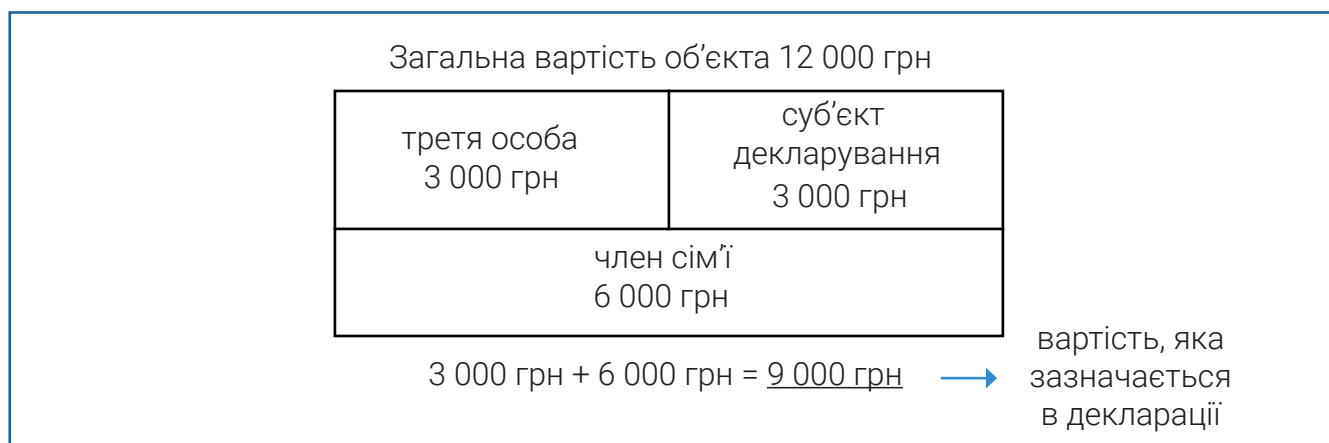 Загальна вартість об’єкта 12 000 грн
третя особа
3 000 грн
суб’єкт
декларування
3 000 грн
член сім’ї
6 000 грн
3 000 грн + 6 000 грн = 9 000 грн
вартість, яка
зазначається
в декларації